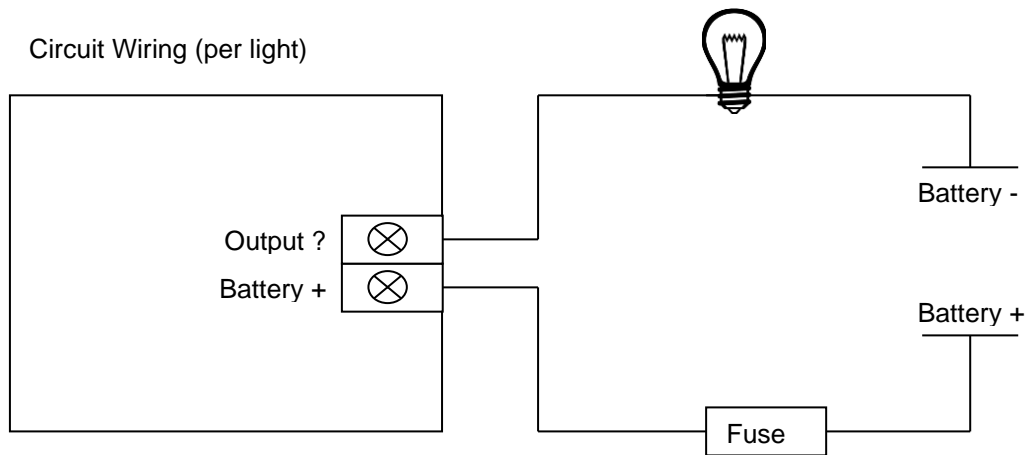 Circuit Wiring (per light)
Battery -
Output ?
Battery +
Battery +
Fuse